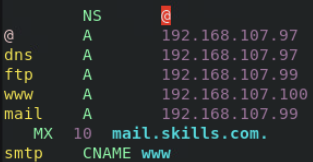 NS @
@ A 192.168.107.97
dns A 192.168.107.97
ftp A 192.168.107.99
www A 192.168.107.100
mail A 192.168.107.99
MX 10 mail.skills.com.
smtp CNAME www